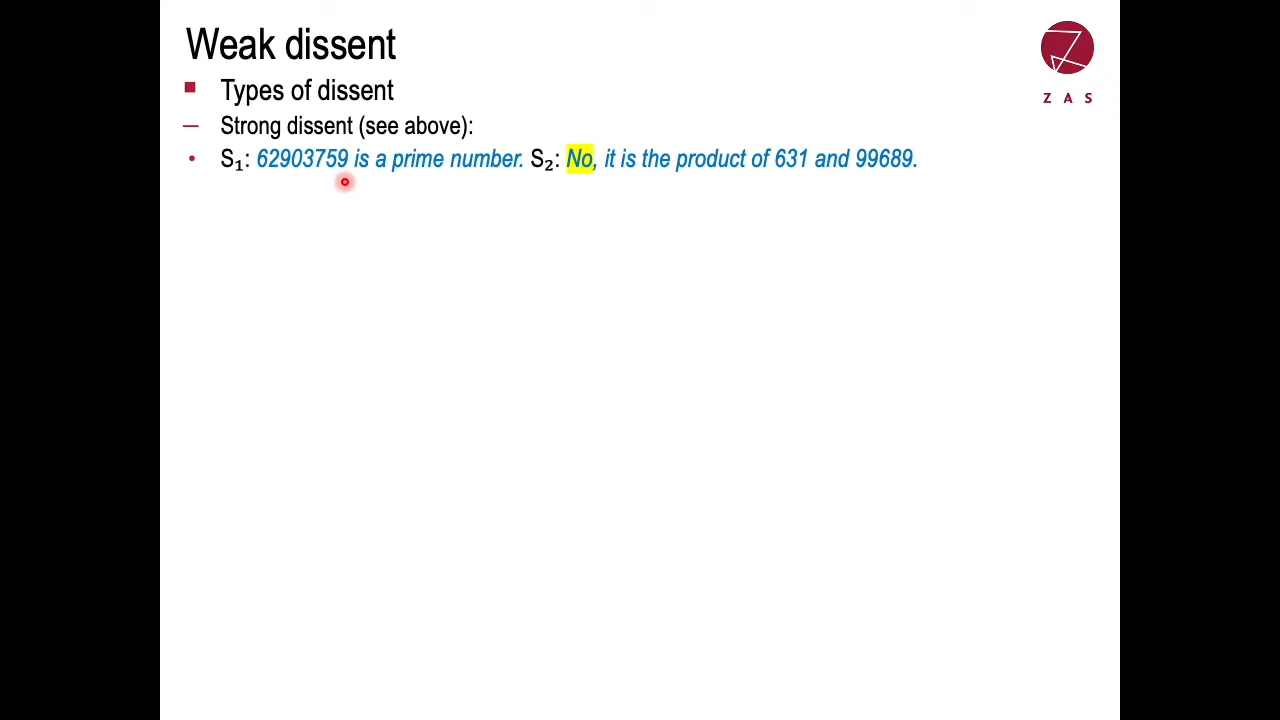 Weak dissent
Types of dissent
Z A S
— Strong dissent (see above):
• S₁: 62903759 is a prime number. S₂: No, it is the product of 631 and 99689.